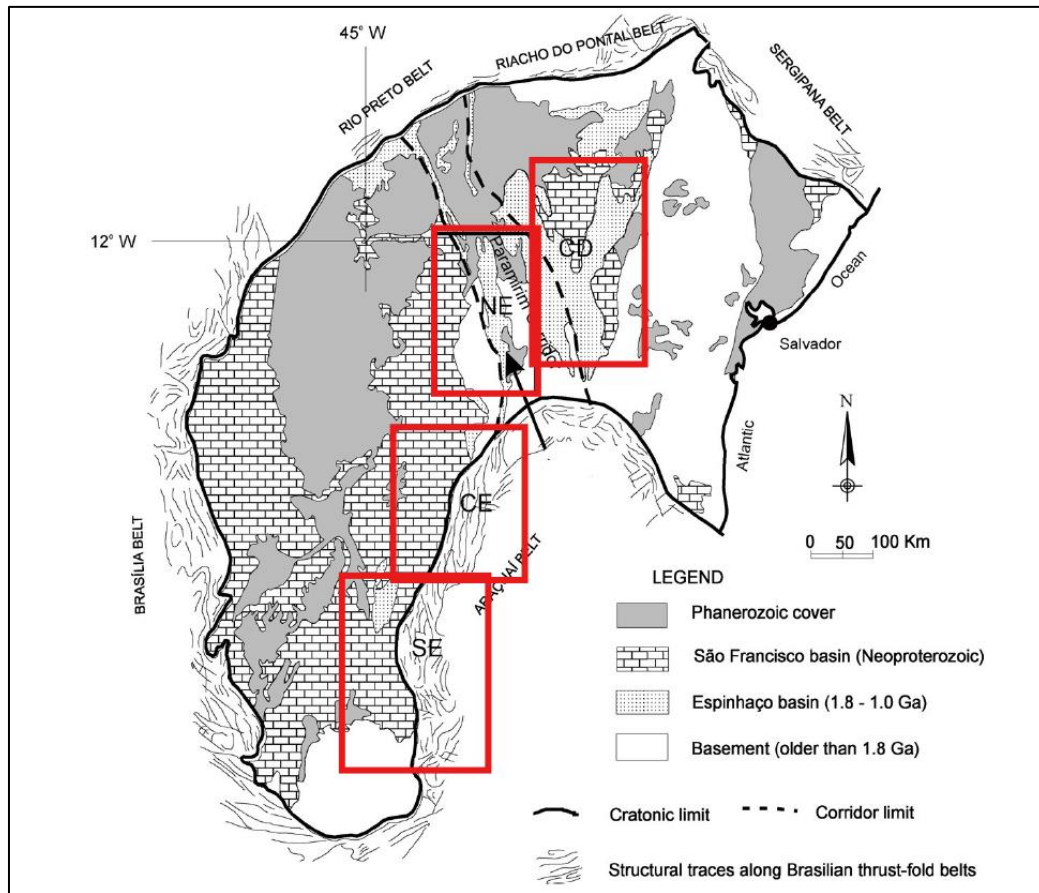 45° W
RIACHO DO PONTAL BELT
RIO PRETO BELT
SERGIPANA BELT
12° W
CD
Paramirim
NE
Ocean
Salvador
N
Atlantic
CE
0 50 100 Km
BRASÍLIA BELT
ARAÇUAÍ BELT
SE
LEGEND
Phanerozoic cover
São Francisco basin (Neoproterozoic)
Espinhaço basin (1.8 - 1.0 Ga)
Basement (older than 1.8 Ga)
Cratonic limit
Corridor limit
Structural traces along Brasilian thrust-fold belts